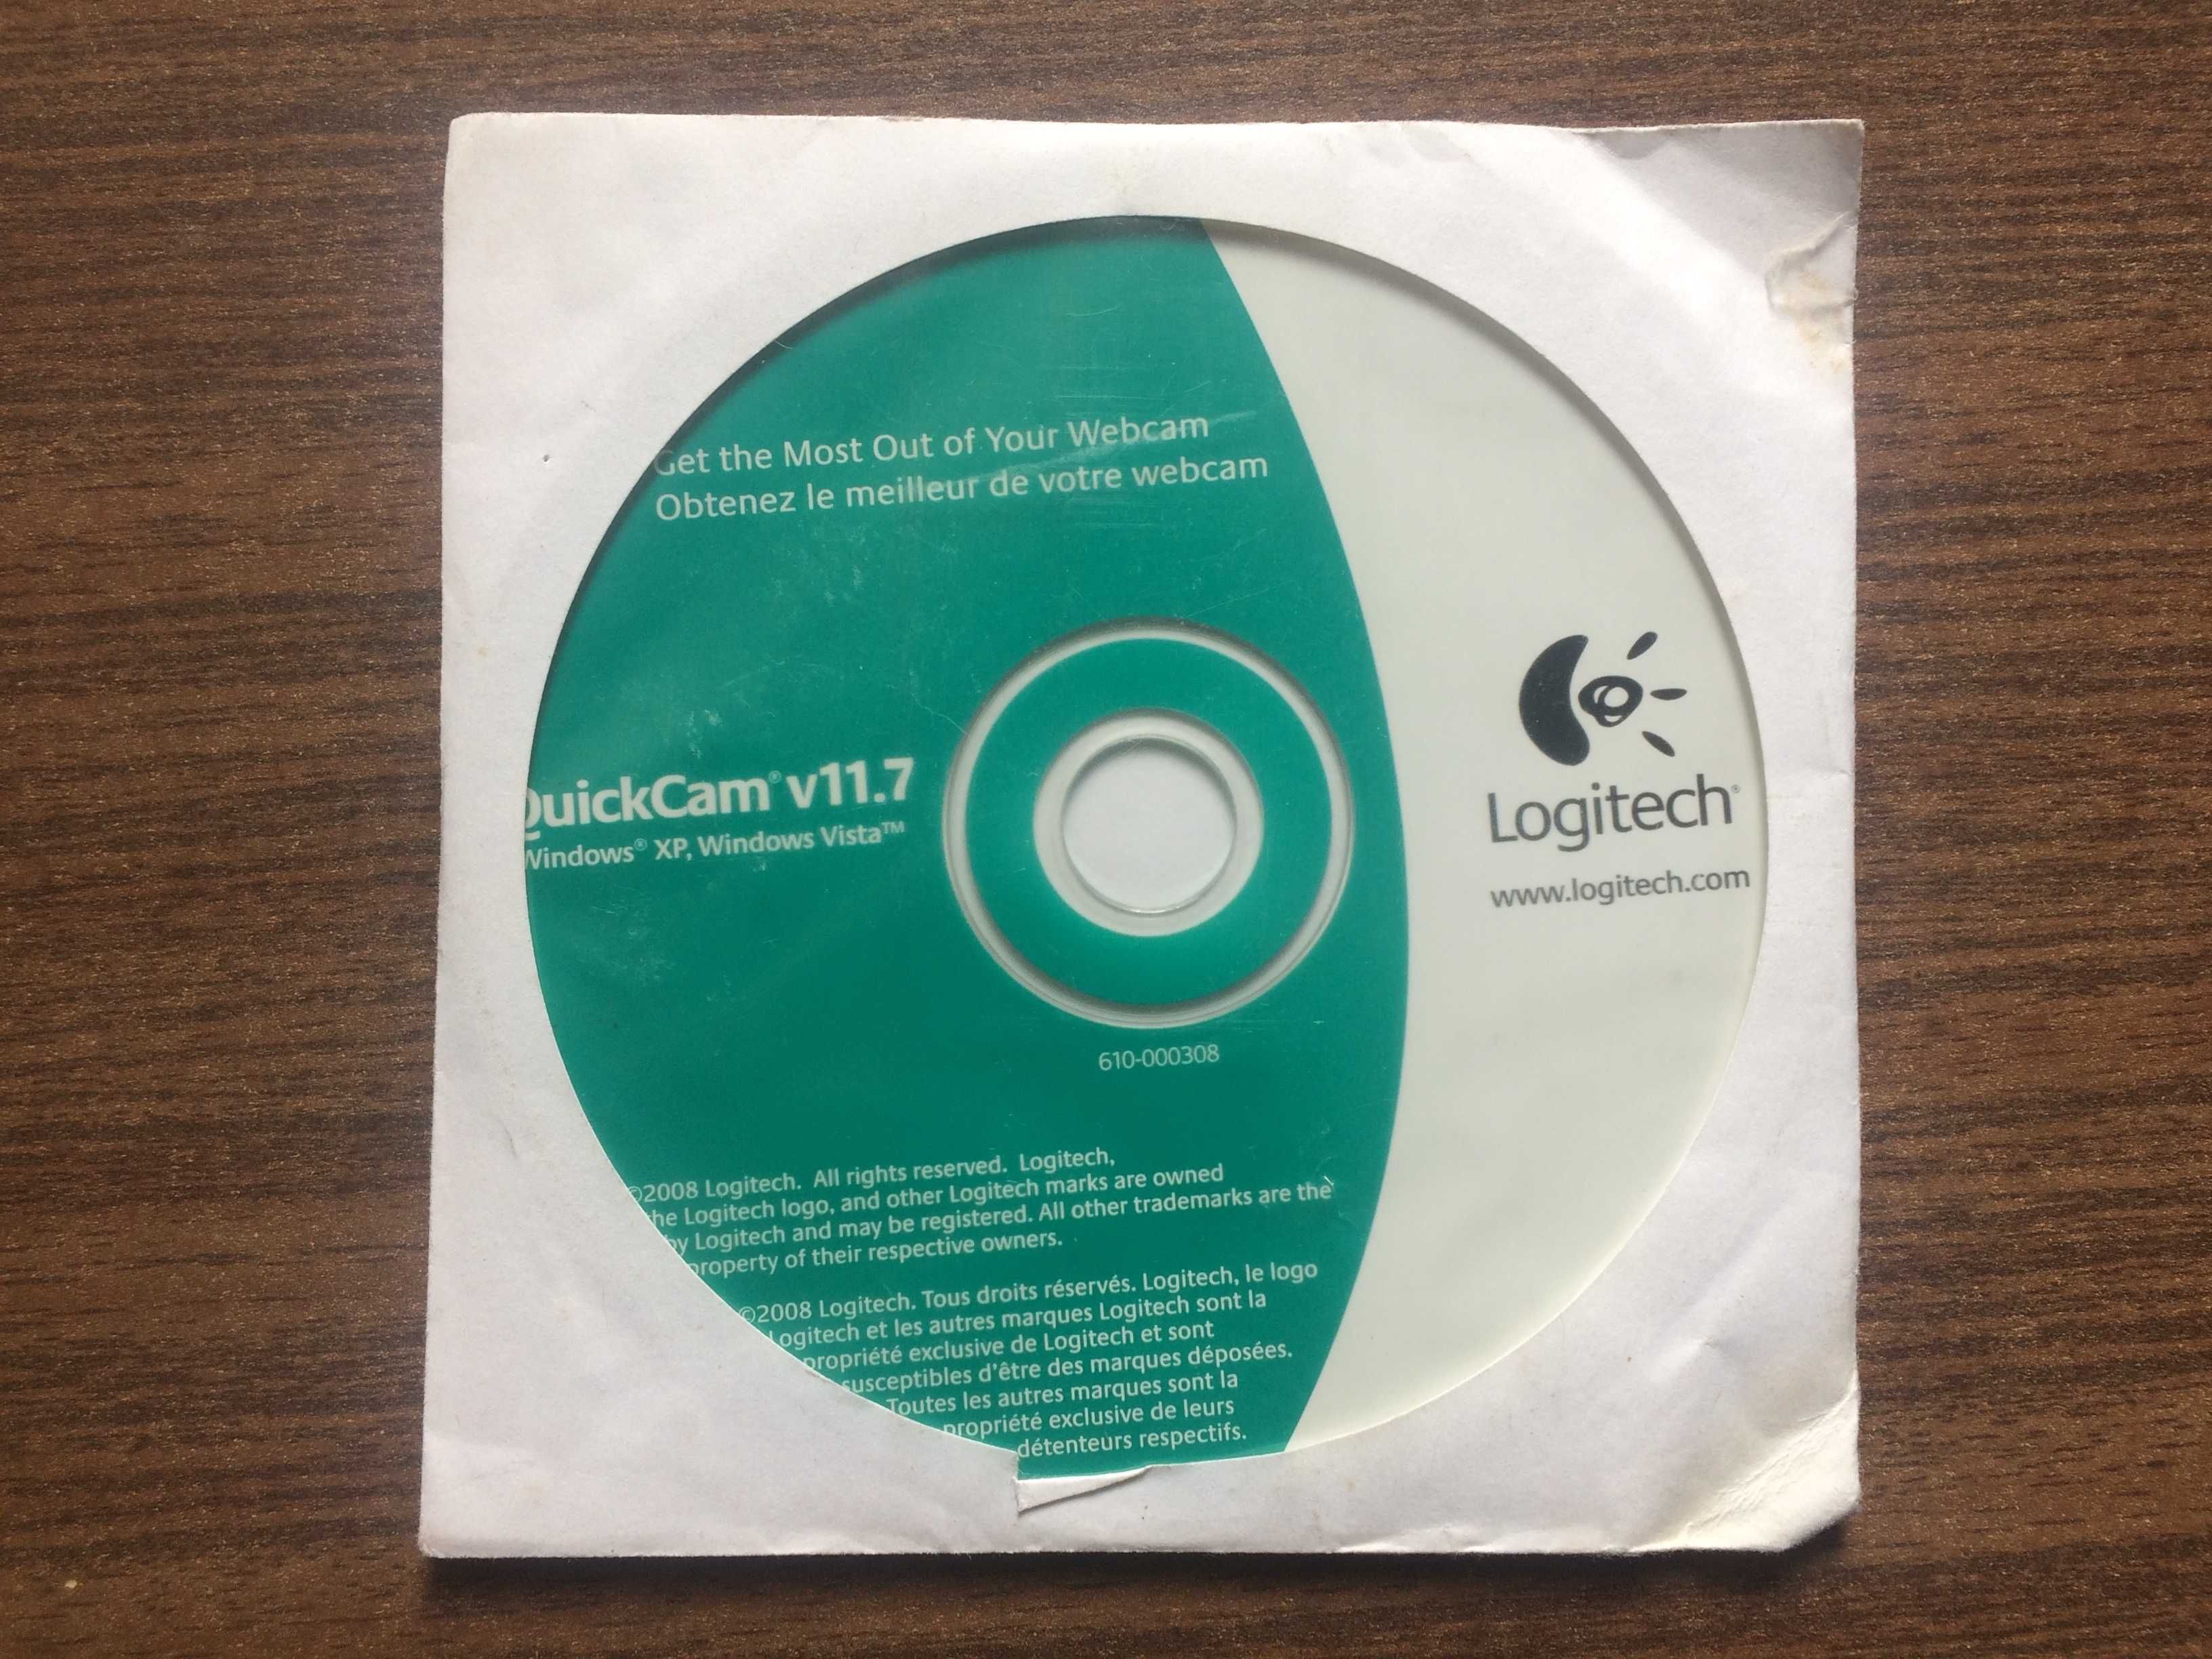 Get the Most Out of Your Webcam
Obtenez le meilleur de votre webcam
QuickCam® v11.7
Windows® XP, Windows Vista™
Logitech®
www.logitech.com
610-000308
©2008 Logitech. All rights reserved. Logitech,
the Logitech logo, and other Logitech marks are owned
by Logitech and may be registered. All other trademarks are the
property of their respective owners.
©2008 Logitech. Tous droits réservés. Logitech, le logo
Logitech et les autres marques Logitech sont la
propriété exclusive de Logitech et sont
susceptibles d'être des marques déposées.
Toutes les autres marques sont la
propriété exclusive de leurs
détenteurs respectifs.